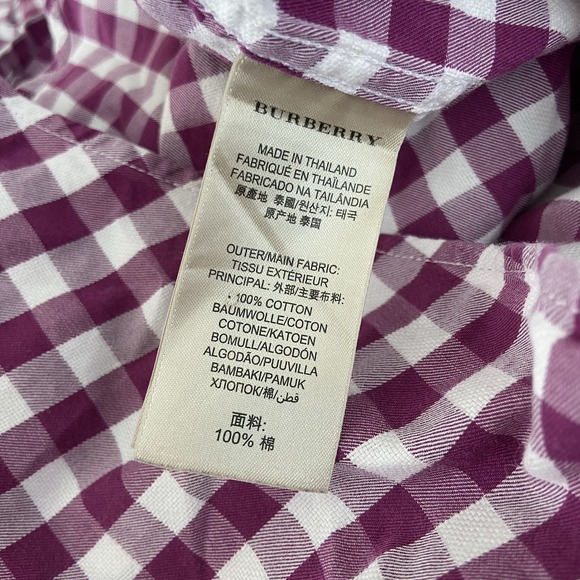 BURBERRY
MADE IN THAILAND
FABRIQUÉ EN THAÏLANDE
FABRICADO NA TAILÂNDIA
原產地 泰國/원산지: 태국
原产地 泰国
OUTER/MAIN FABRIC:
TISSU EXTÉRIEUR
PRINCIPAL: 外部/主要布料:
100% COTTON
BAUMWOLLE/COTON
COTONE/KATOEN
BOMULL/ALGODÓN
ALGODÃO/PUUVILLA
BAMBAKI/PAMUK
ХЛОПОК/棉/قطن
面料:
100% 棉